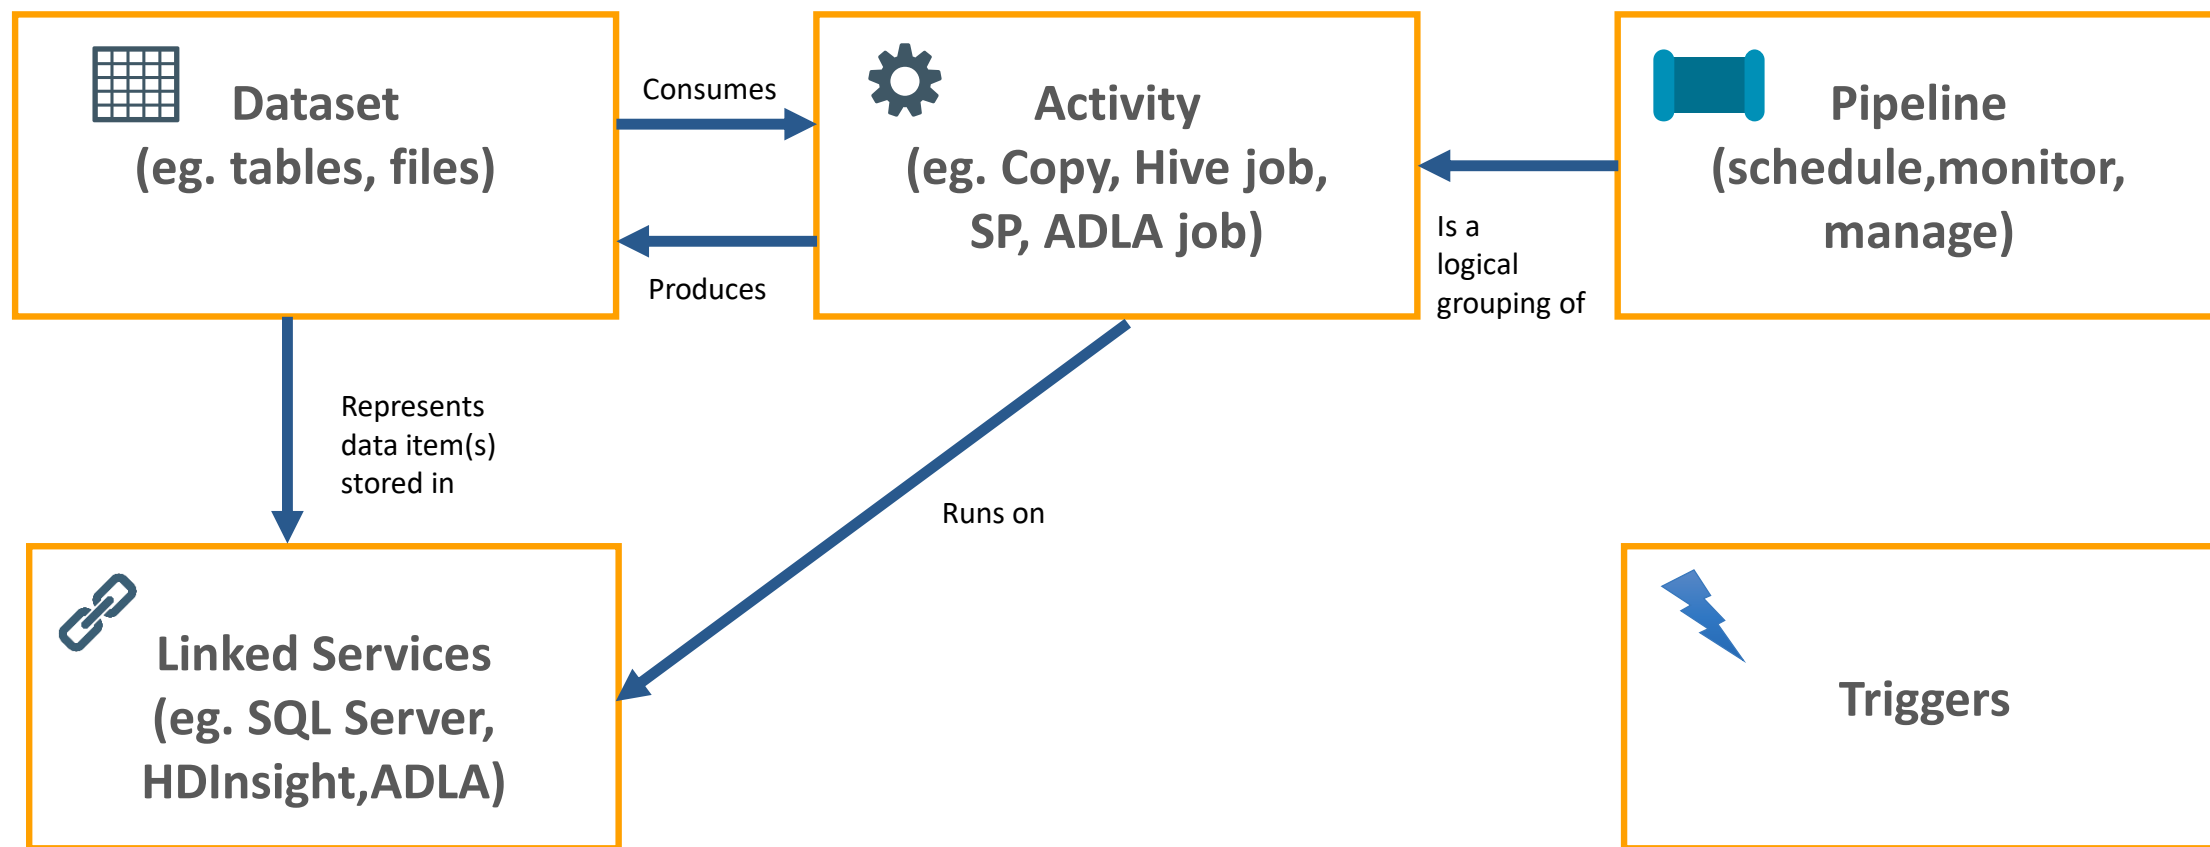 Dataset
(eg. tables, files)
Consumes
Produces
Activity
(eg. Copy, Hive job,
SP, ADLA job)
Is a
logical
grouping of
Pipeline
(schedule,monitor,
manage)
Represents
data item(s)
stored in
Runs on
Linked Services
(eg. SQL Server,
HDInsight,ADLA)
Triggers